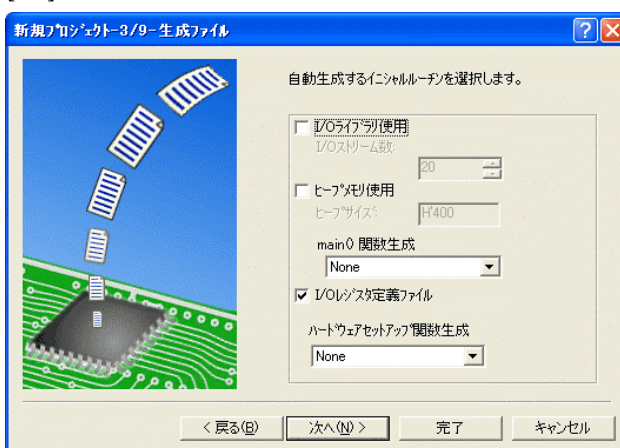 新規ﾌﾟﾛｼﾞｪｸﾄ-3/9-生成ファイル
自動生成するイニシャルルーチンを選択します。
I/Oライブラリ使用
I/Oストリーム数:
20
ヒープメモリ使用
ヒープサイズ:
H'400
main() 関数生成
None
I/Oレジスタ定義ファイル
ハードウェアセットアップ関数生成
None
< 戻る(B)
次へ(N) >
完了
キャンセル